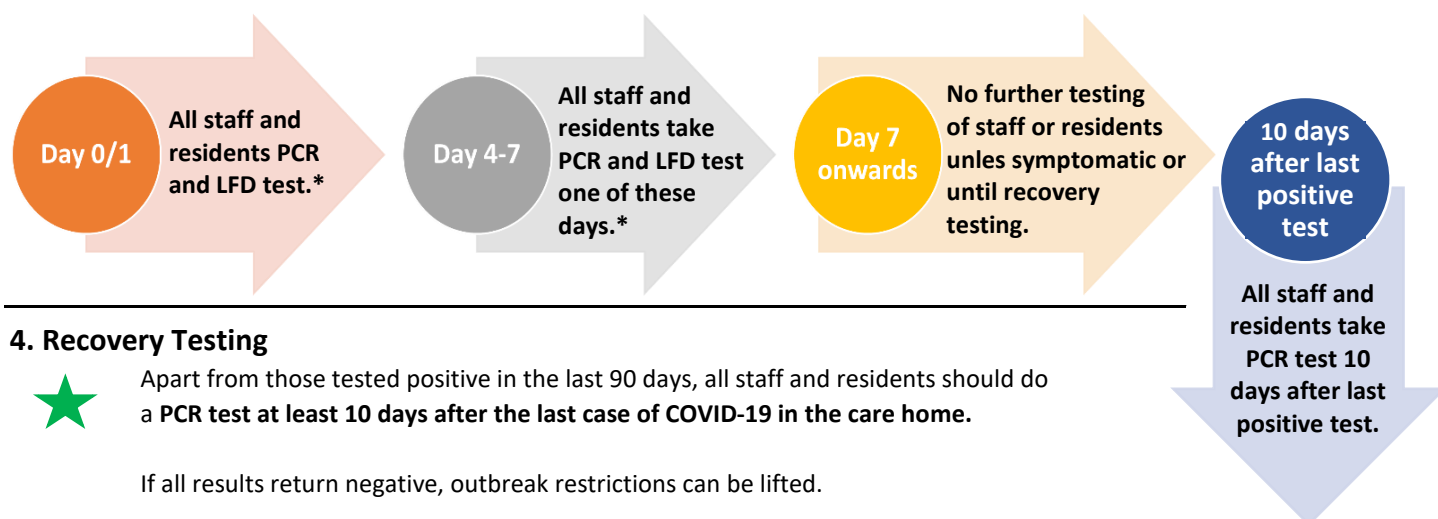 Day 0/1
All staff and
residents PCR
and LFD test.*
Day 4-7
All staff and
residents take
PCR and LFD test
one of these
days.*
Day 7
onwards
No further testing
of staff or residents
unles symptomatic or
until recovery
testing.
10 days
after last
positive
test
All staff and
residents take
PCR test 10
days after last
positive test.
4. Recovery Testing
Apart from those tested positive in the last 90 days, all staff and residents should do
a PCR test at least 10 days after the last case of COVID-19 in the care home.
If all results return negative, outbreak restrictions can be lifted.